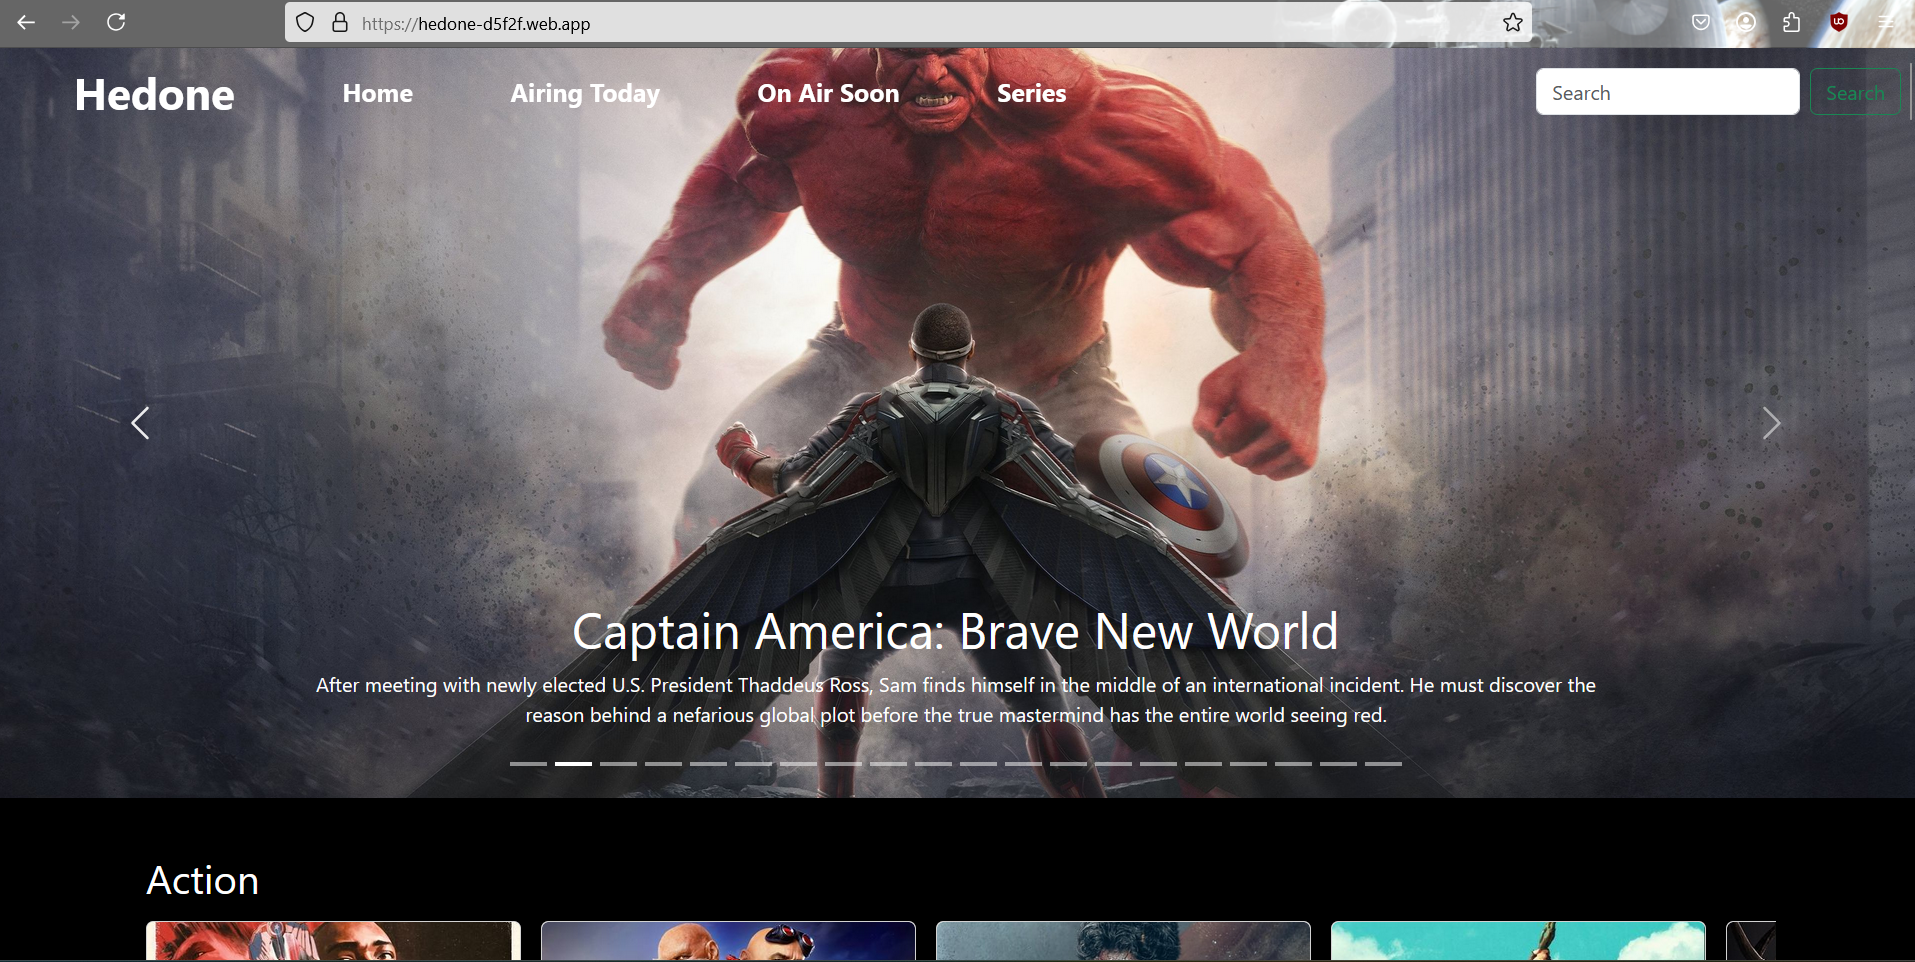 https://hedone-d5f2f.web.app
Hedone
Home
Airing Today
On Air Soon
Series
Search
Search
Captain America: Brave New World
After meeting with newly elected U.S. President Thaddeus Ross, Sam finds himself in the middle of an international incident. He must discover the
reason behind a nefarious global plot before the true mastermind has the entire world seeing red.
Action